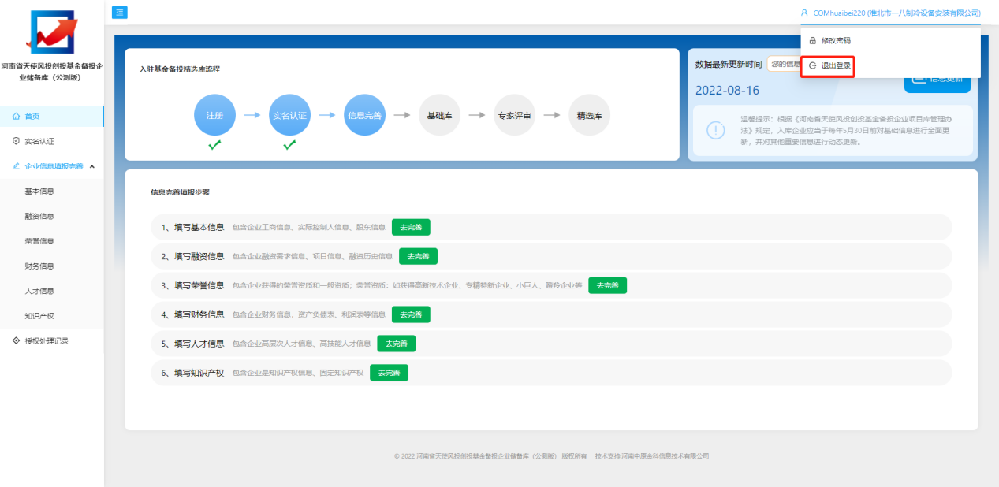 河南省天使风投创投基金备投企
业储备库（公测版）
首页
实名认证
企业信息填报完善
基本信息
融资信息
荣誉信息
财务信息
人才信息
知识产权
授权处理记录
COMhuaibei220 (淮北市一八制冷设备安装有限公司)
修改密码
退出登录
入驻基金备投精选库流程
注册
实名认证
信息完善
基础库
专家评审
精选库
数据最新更新时间 您的信息
2022-08-16
信息更新
温馨提示：根据《河南省天使风投创投基金备投企业项目库管理办
法》规定，入库企业应当于每年5月30日前对基础信息进行全面更
新，并对其他重要信息进行动态更新。
信息完善填报步骤
1、填写基本信息 包含企业工商信息、实际控制人信息、股东信息 去完善
2、填写融资信息 包含企业融资需求信息、项目信息、融资历史信息 去完善
3、填写荣誉信息 包含企业获得的荣誉资质和一般资质；荣誉资质：如获得高新技术企业、专精特新企业、小巨人、瞪羚企业等 去完善
4、填写财务信息 包含企业财务信息，资产负债表、利润表等信息 去完善
5、填写人才信息 包含企业高层次人才信息、高技能人才信息 去完善
6、填写知识产权 包含企业是知识产权信息、固定知识产权 去完善
© 2022 河南省天使风投创投基金备投企业储备库（公测版） 版权所有 技术支持:河南中原金科信息技术有限公司